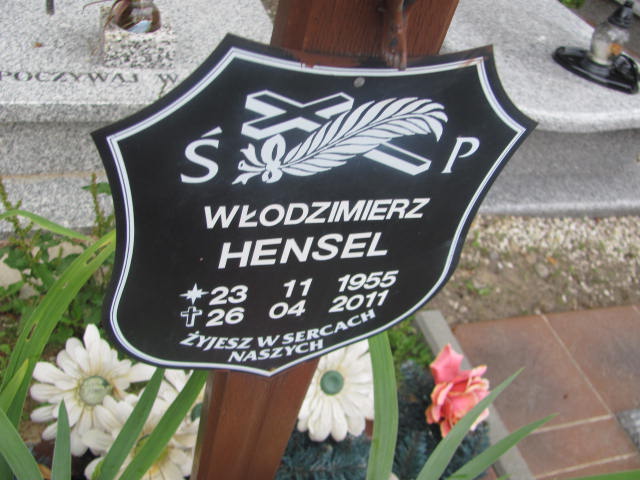 POCZYWAJ W
Ś P
WŁODZIMIERZ
HENSEL
23 11 1955
26 04 2011
ŻYJESZ W SERCACH
NASZYCH